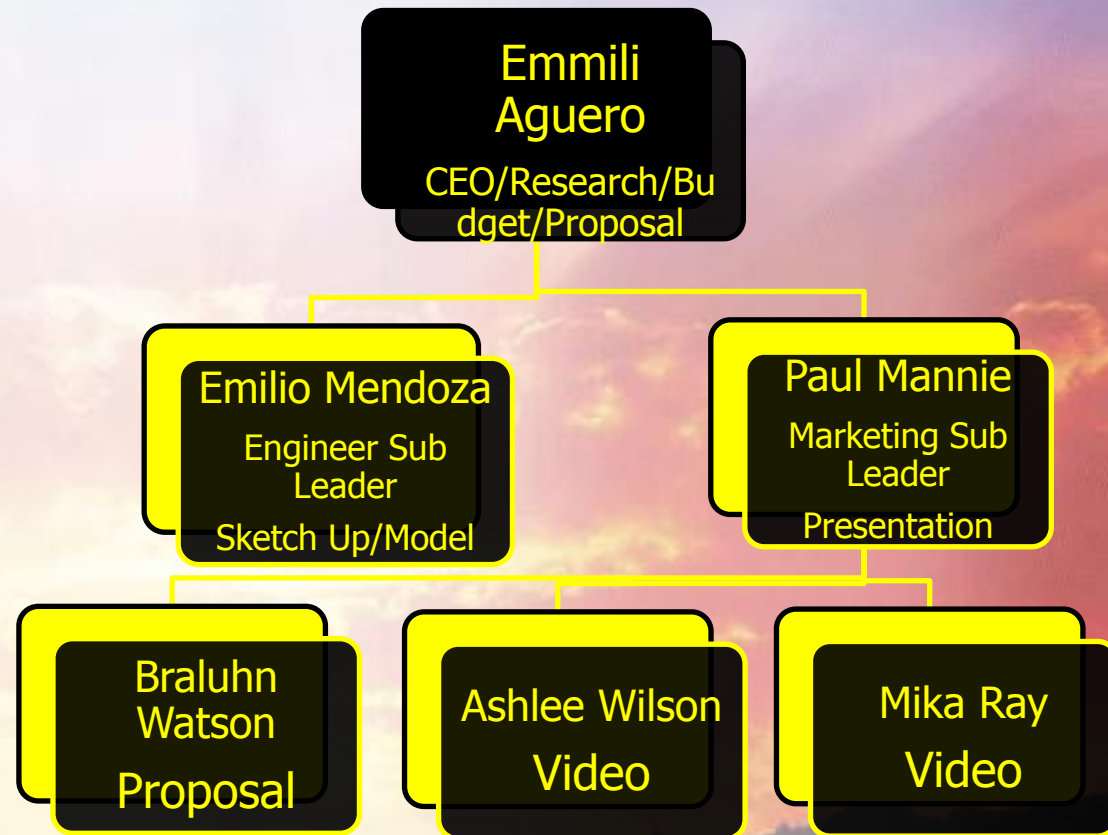 Emmili
Aguero
CEO/Research/Bu
dget/Proposal
Emilio Mendoza
Engineer Sub
Leader
Sketch Up/Model
Paul Mannie
Marketing Sub
Leader
Presentation
Braluhn
Watson
Proposal
Ashlee Wilson
Video
Mika Ray
Video